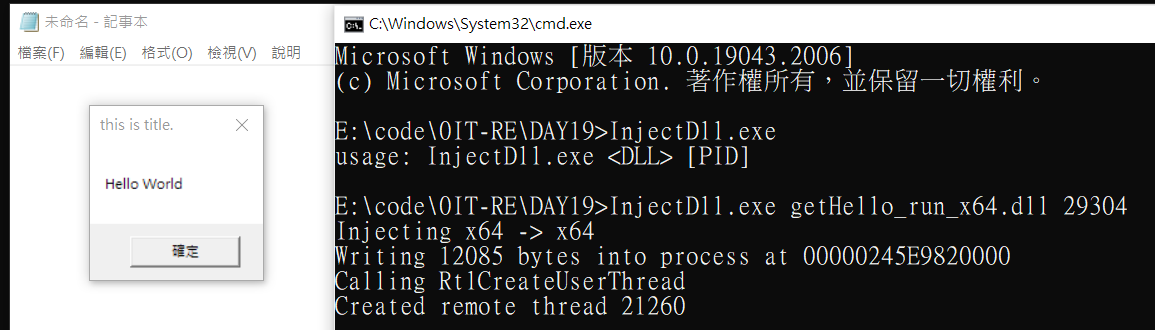 未命名 - 記事本
檔案(F) 編輯(E) 格式(O) 檢視(V) 說明
this is title.
Hello World
確定
C:\Windows\System32\cmd.exe
Microsoft Windows [版本 10.0.19043.2006]
(c) Microsoft Corporation. 著作權所有，並保留一切權利。
E:\code\OIT-RE\DAY19>InjectDll.exe
usage: InjectDll.exe <DLL> [PID]
E:\code\OIT-RE\DAY19>InjectDll.exe getHello_run_x64.dll 29304
Injecting x64 -> x64
Writing 12085 bytes into process at 00000245E9820000
Calling RtlCreateUserThread
Created remote thread 21260